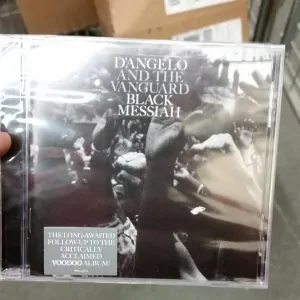 D'ANGELO
AND THE
VANGUARD
BLACK
MESSIAH
THE LONG-AWAITED
FOLLOW-UP TO THE
CRITICALLY
ACCLAIMED
VOODOO ALBUM!